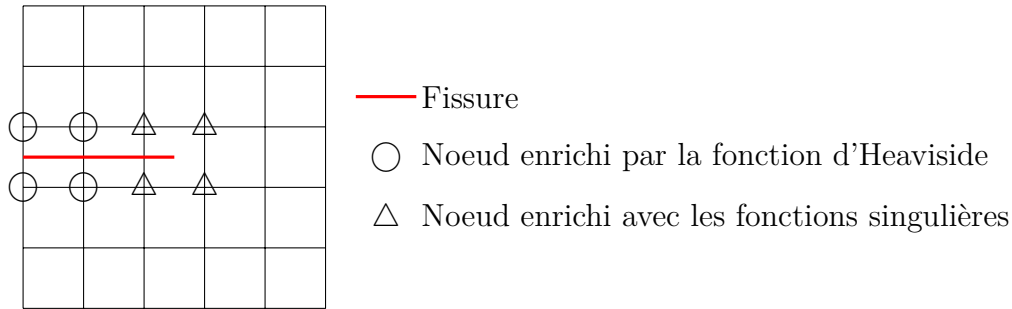 Fissure
Noeud enrichi par la fonction d'Heaviside
Noeud enrichi avec les fonctions singulières